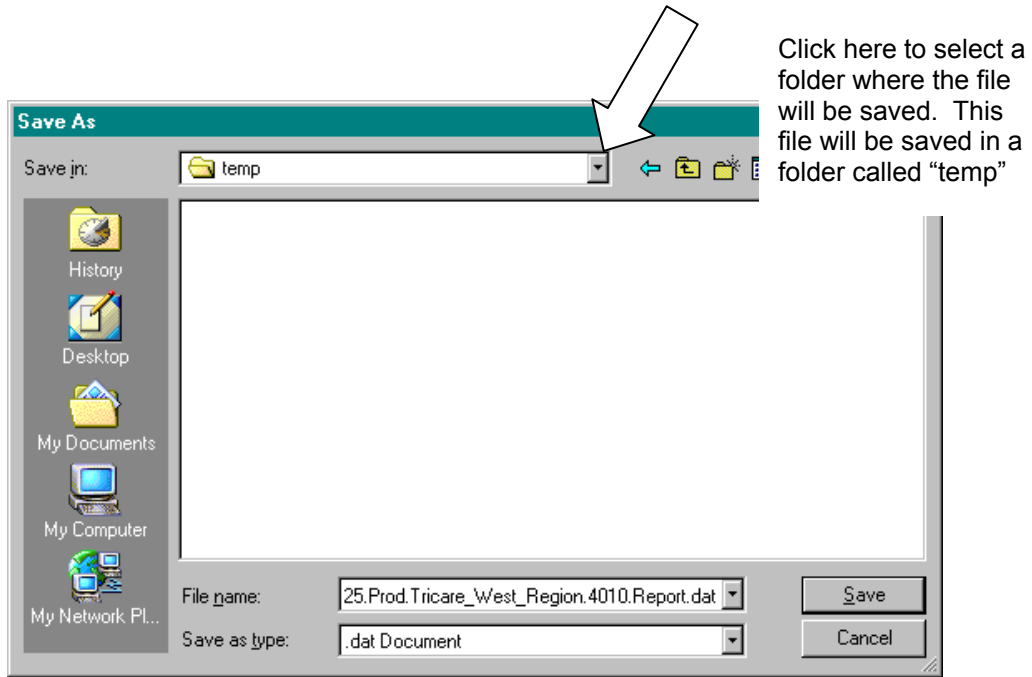 Click here to select a
folder where the file
will be saved.  This
file will be saved in a
folder called “temp”
Save As
Save in:
temp
History
Desktop
My Documents
My Computer
My Network Pl...
File name:
25.Prod.Tricare_West_Region.4010.Report.dat
Save
Save as type:
.dat Document
Cancel